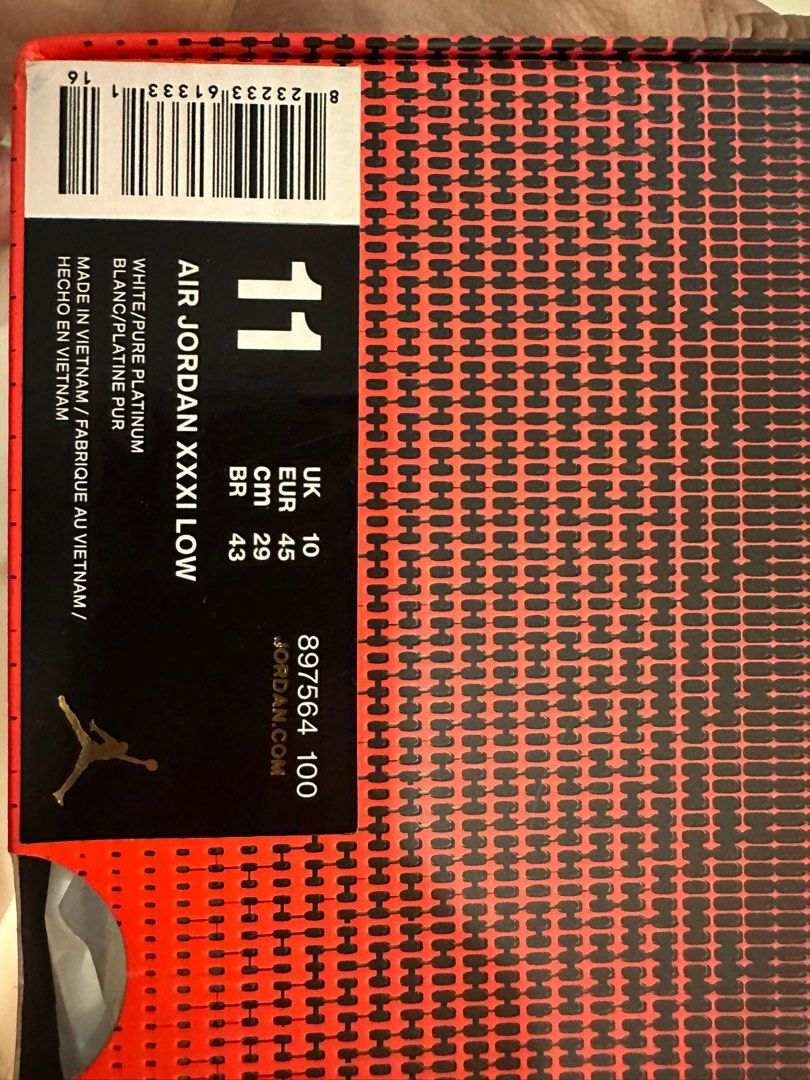 11
UK 10
EUR 45
cm 29
BR 43
897564 100
JORDAN.COM
AIR JORDAN XXXI LOW
WHITE/PURE PLATINUM
BLANC/PLATINE PUR
MADE IN VIETNAM / FABRIQUE AU VIETNAM /
HECHO EN VIETNAM
8 23233 61333 1 16